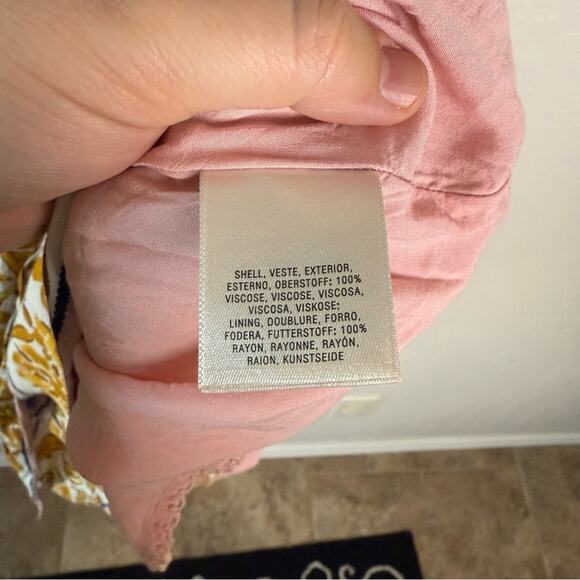 SHELL, VESTE, EXTERIOR,
ESTERNO, OBERSTOFF: 100%
VISCOSE, VISCOSE, VISCOSA,
VISCOSA, VISKOSE;
LINING, DOUBLURE, FORRO,
FODERA, FUTTERSTOFF: 100%
RAYON, RAYONNE, RAYÓN,
RAION, KUNSTSEIDE